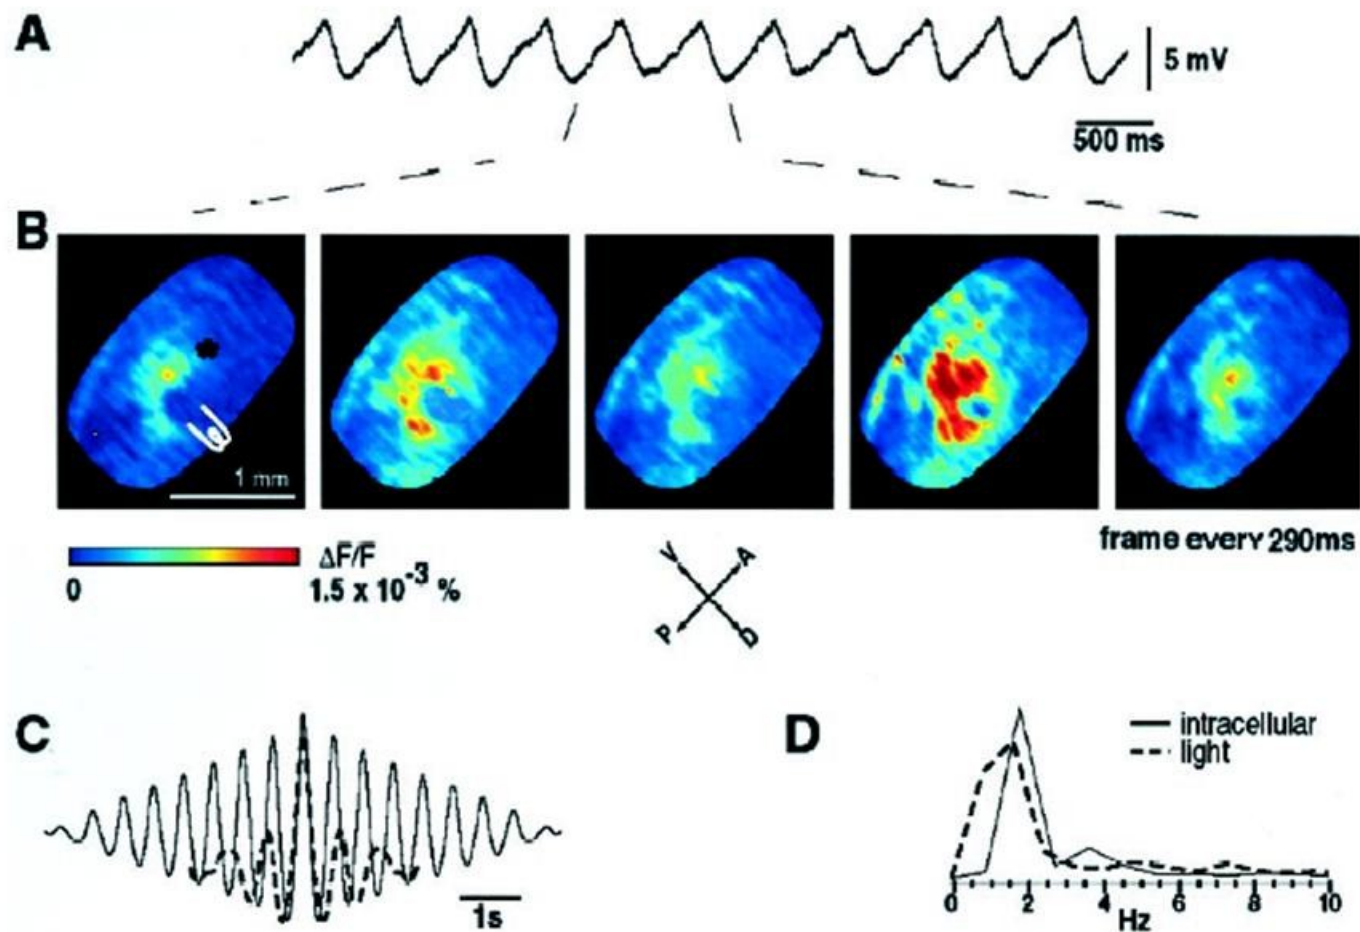 A
5 mV
500 ms
B
1 mm
0
ΔF/F
1.5 x 10⁻³ %
frame every 290ms
V A
P D
C
1s
D
intracellular
light
0 2 4 6 8 10
Hz